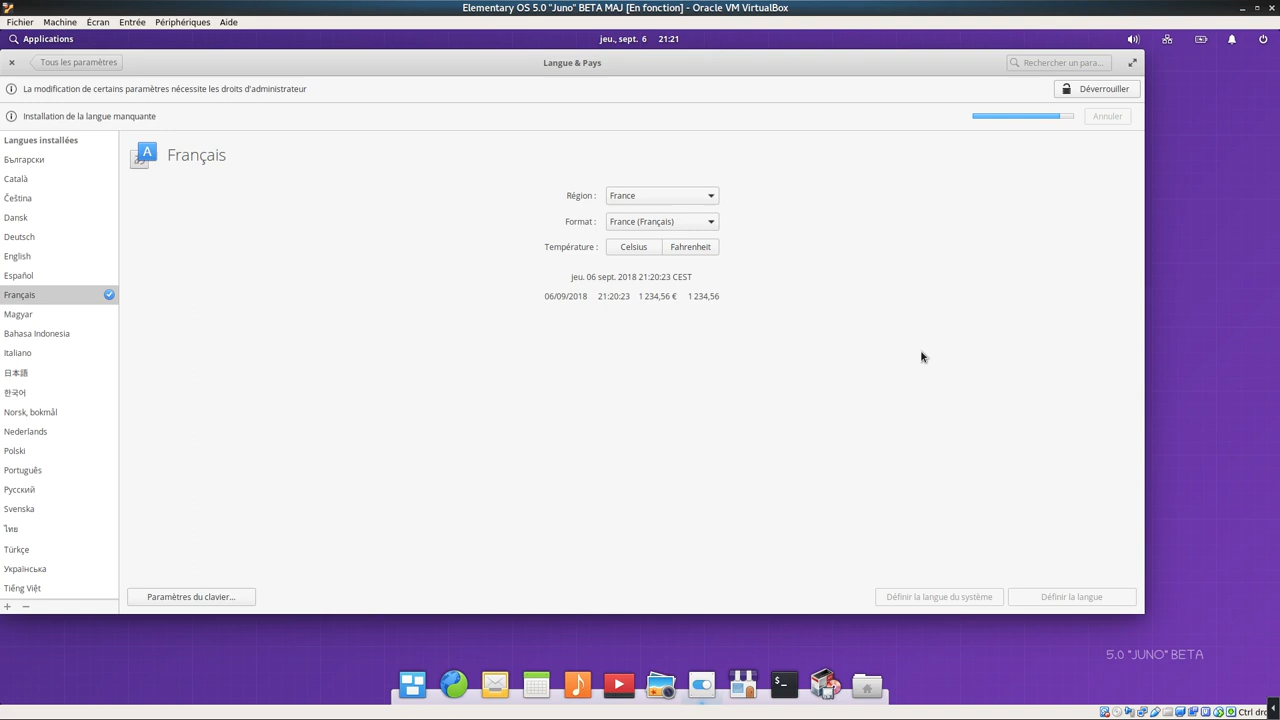 Elementary OS 5.0 "Juno" BETA MAJ [En fonction] - Oracle VM VirtualBox
Fichier Machine Écran Entrée Périphériques Aide
Applications
jeu., sept. 6 21:21
Tous les paramètres
Langue & Pays
Rechercher un para...
La modification de certains paramètres nécessite les droits d'administrateur
Déverrouiller
Installation de la langue manquante
Annuler
Langues installées
Български
Català
Čeština
Dansk
Deutsch
English
Español
Français
Magyar
Bahasa Indonesia
Italiano
日本語
한국어
Norsk, bokmål
Nederlands
Polski
Português
Русский
Svenska
ไทย
Türkçe
Українська
Tiếng Việt
A
Français
Région :
France
Format :
France (Français)
Température :
Celsius
Fahrenheit
jeu. 06 sept. 2018 21:20:23 CEST
06/09/2018 21:20:23 1 234,56 € 1 234,56
Paramètres du clavier...
Définir la langue du système
Définir la langue
5.0 "JUNO" BETA
Ctrl